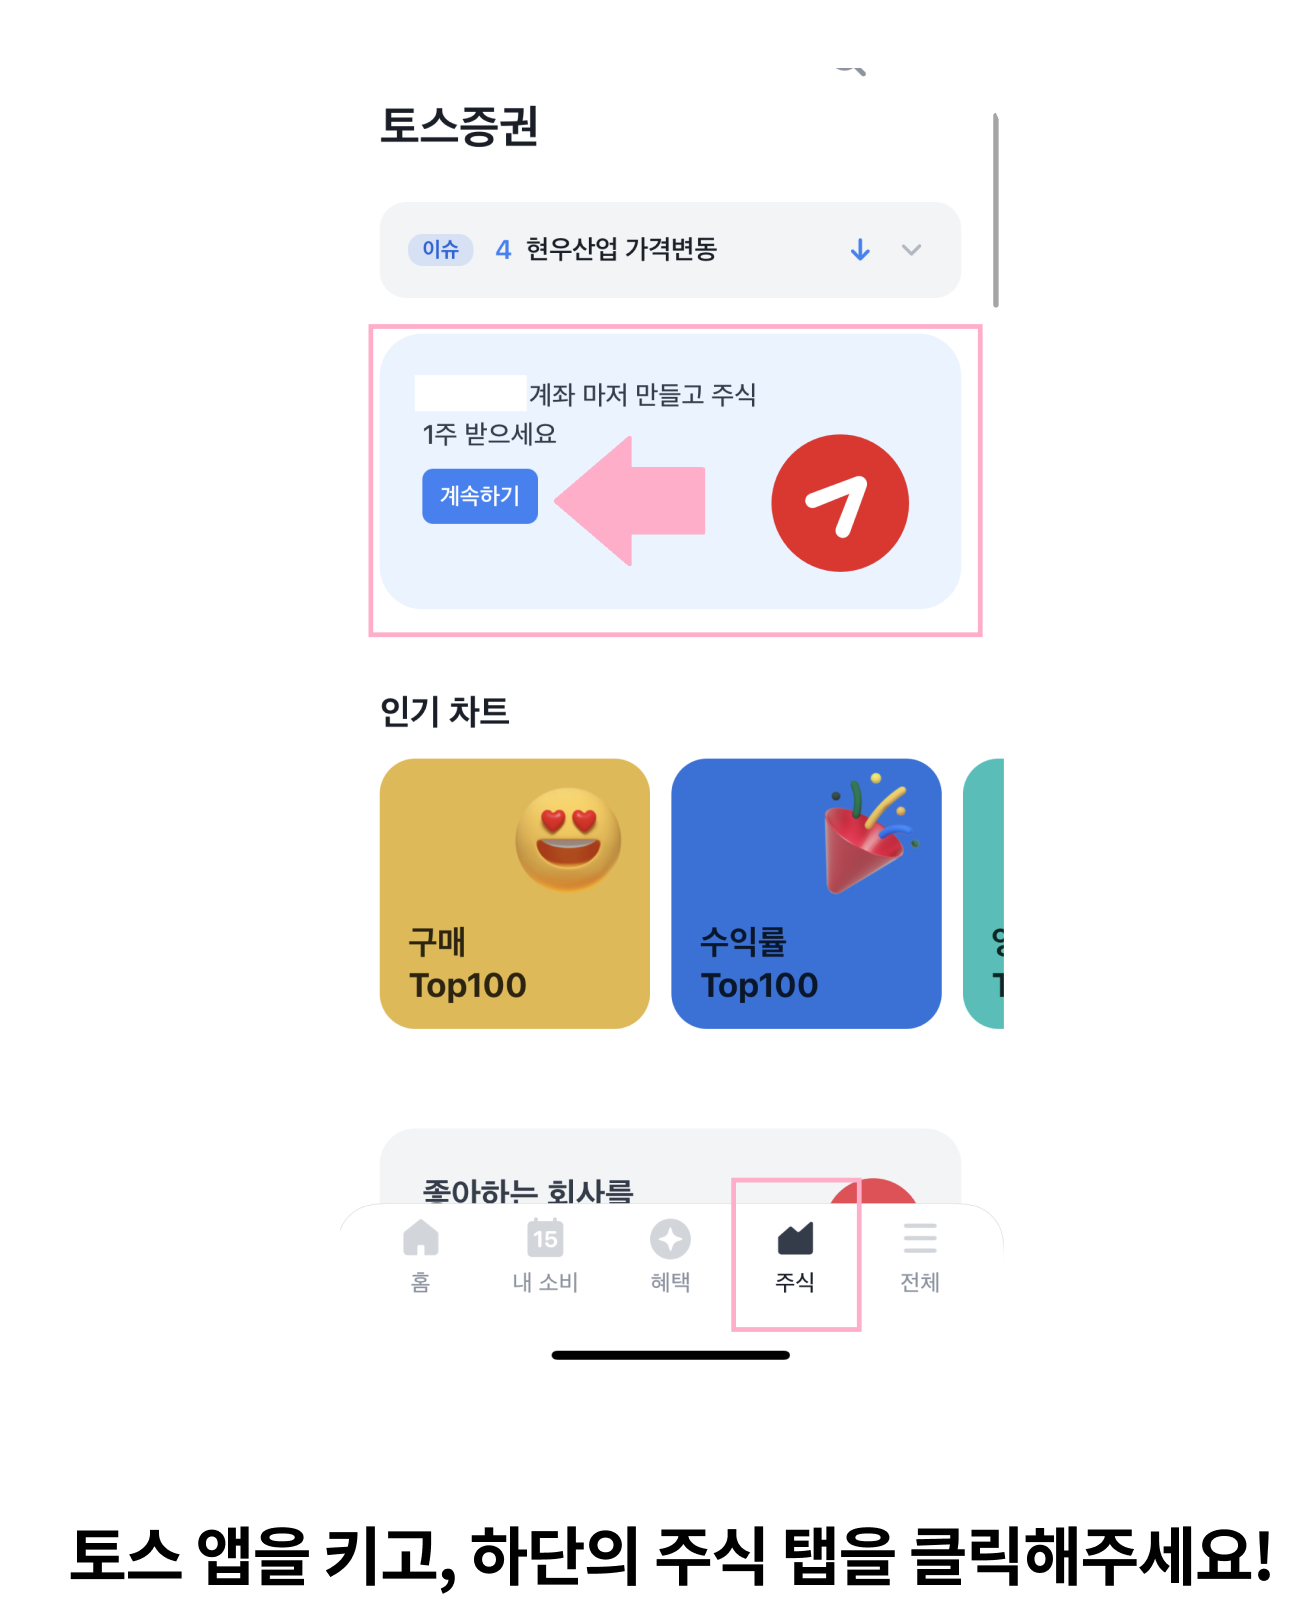 토스증권
이슈 4 현우산업 가격변동
계좌 마저 만들고 주식
1주 받으세요
계속하기
인기 차트
구매
Top100
수익률
Top100
좋아하는 회사를
홈
15
내 소비
혜택
주식
전체
토스 앱을 키고, 하단의 주식 탭을 클릭해주세요!